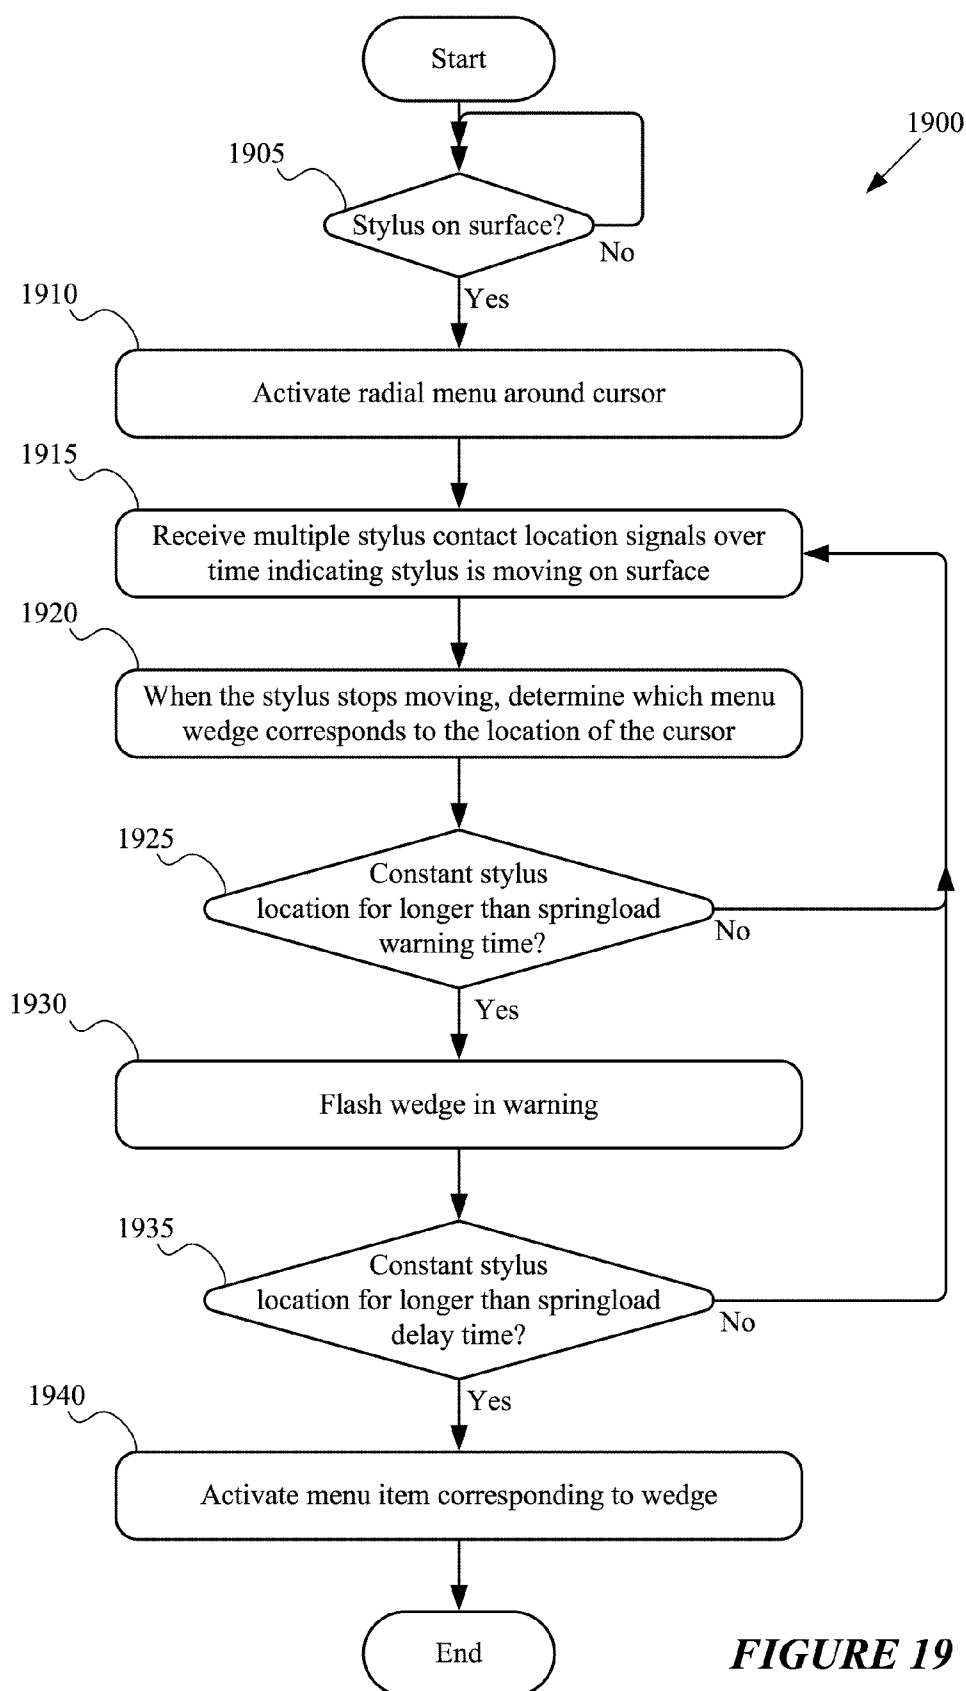 Start
1900
1905
Stylus on surface?
No
Yes
1910
Activate radial menu around cursor
1915
Receive multiple stylus contact location signals over
time indicating stylus is moving on surface
1920
When the stylus stops moving, determine which menu
wedge corresponds to the location of the cursor
1925
Constant stylus
location for longer than springload
warning time?
No
Yes
1930
Flash wedge in warning
1935
Constant stylus
location for longer than springload
delay time?
No
Yes
1940
Activate menu item corresponding to wedge
End
FIGURE 19